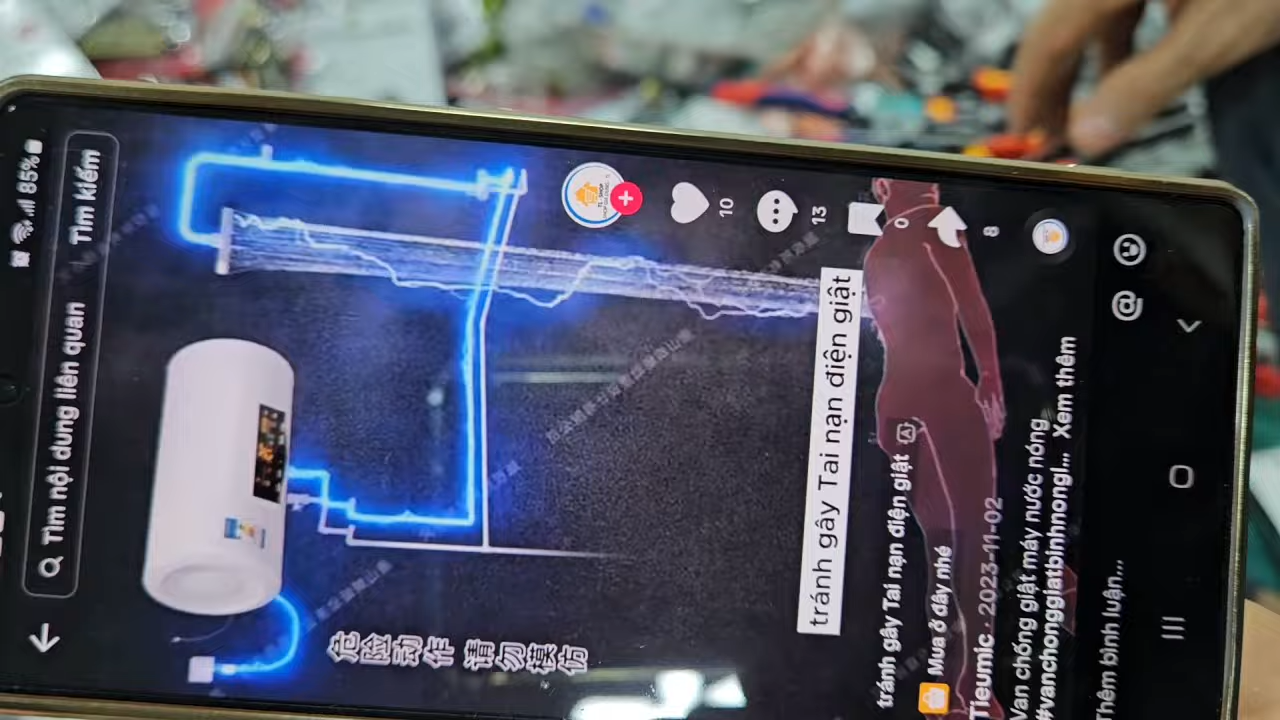 85%
Tìm nội dung liên quan
Tìm kiếm
危险动作 请勿模仿
10
13
0
8
tránh gây Tai nạn điện giật
tránh gây Tai nạn điện giật
Mua ở đây nhé
Tieumic · 2023-11-02
Van chống giật máy nước nóng
#vanchonggiatbinhnongl... Xem thêm
Thêm bình luận...
@